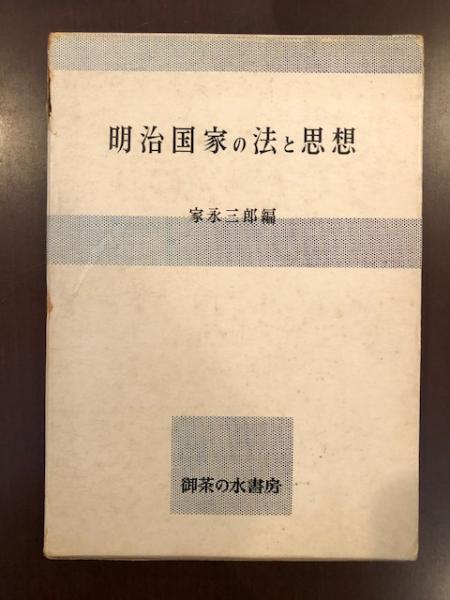 明治国家の法と思想
家永三郎編
御茶の水書房